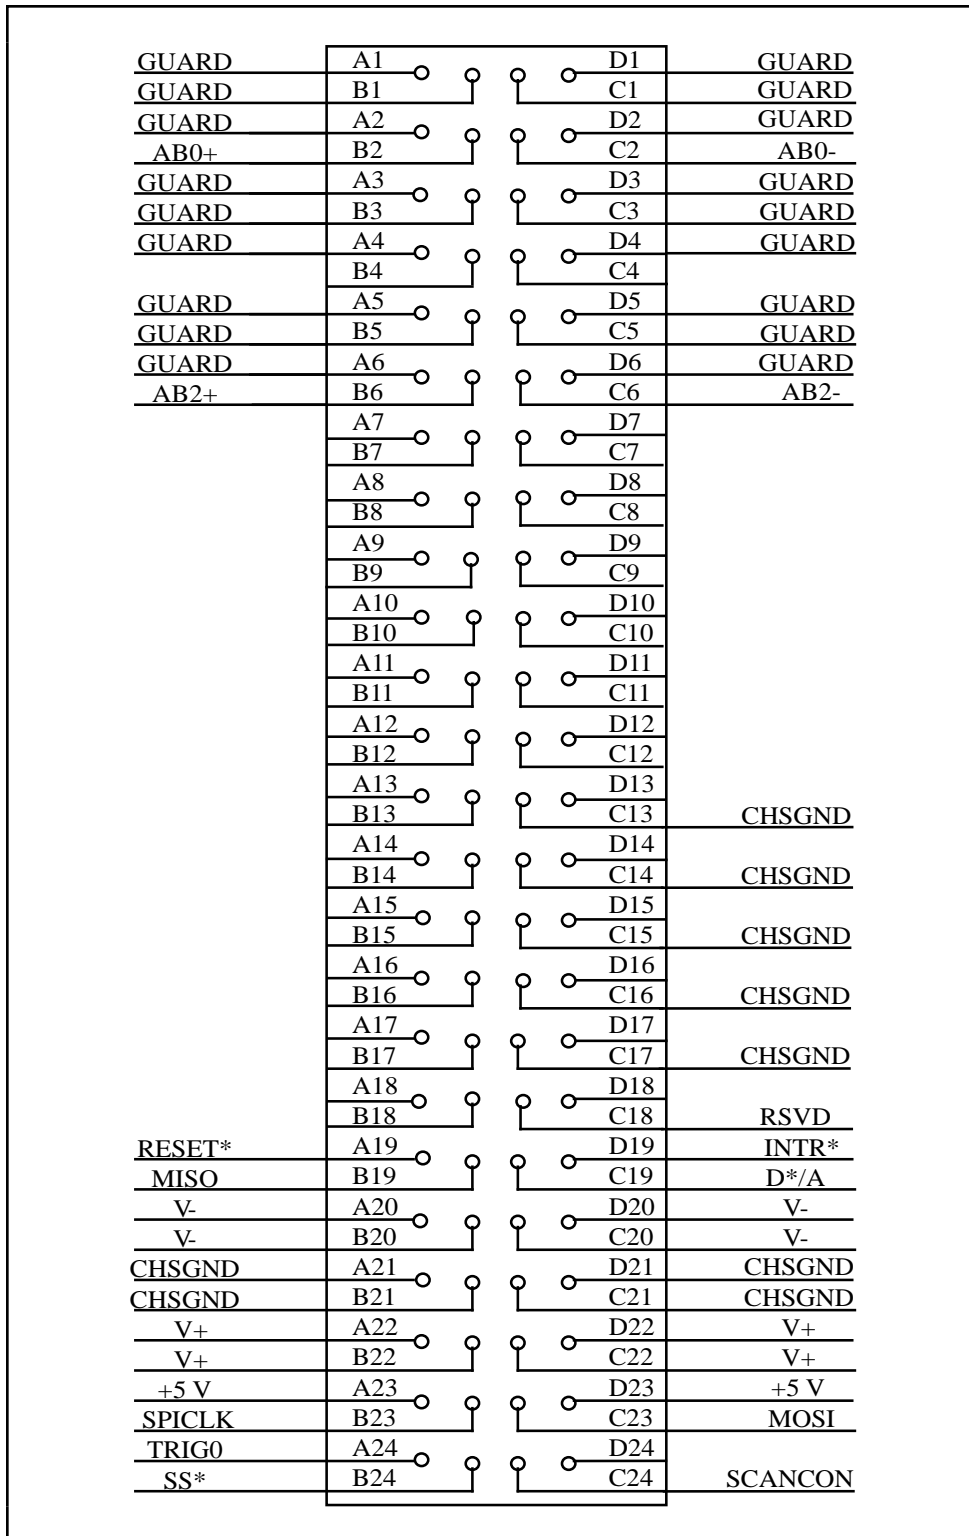 GUARD A1 D1 GUARD
GUARD B1 C1 GUARD
GUARD A2 D2 GUARD
AB0+ B2 C2 AB0-
GUARD A3 D3 GUARD
GUARD B3 C3 GUARD
GUARD A4 D4 GUARD
B4 C4
GUARD A5 D5 GUARD
GUARD B5 C5 GUARD
GUARD A6 D6 GUARD
AB2+ B6 C6 AB2-
A7 D7
B7 C7
A8 D8
B8 C8
A9 D9
B9 C9
A10 D10
B10 C10
A11 D11
B11 C11
A12 D12
B12 C12
A13 D13
B13 C13 CHSGND
A14 D14
B14 C14 CHSGND
A15 D15
B15 C15 CHSGND
A16 D16
B16 C16 CHSGND
A17 D17
B17 C17 CHSGND
A18 D18
B18 C18 RSVD
RESET* A19 D19 INTR*
MISO B19 C19 D*/A
V- A20 D20 V-
V- B20 C20 V-
CHSGND A21 D21 CHSGND
CHSGND B21 C21 CHSGND
V+ A22 D22 V+
V+ B22 C22 V+
+5 V A23 D23 +5 V
SPICLK B23 C23 MOSI
TRIG0 A24 D24
SS* B24 C24 SCANCON